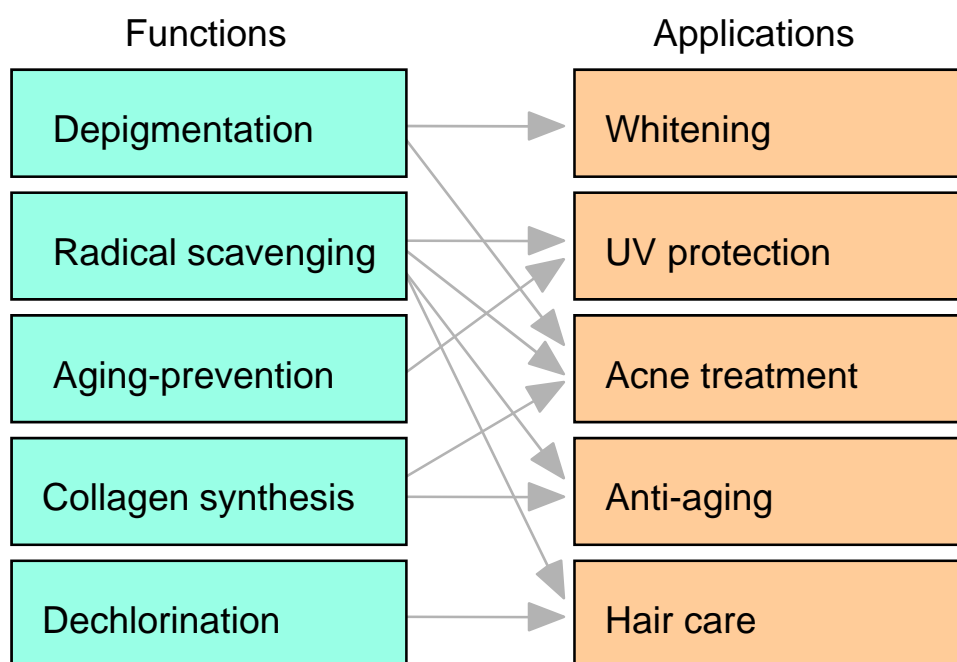 Functions
Applications
Depigmentation
Whitening
Radical scavenging
UV protection
Aging-prevention
Acne treatment
Collagen synthesis
Anti-aging
Dechlorination
Hair care